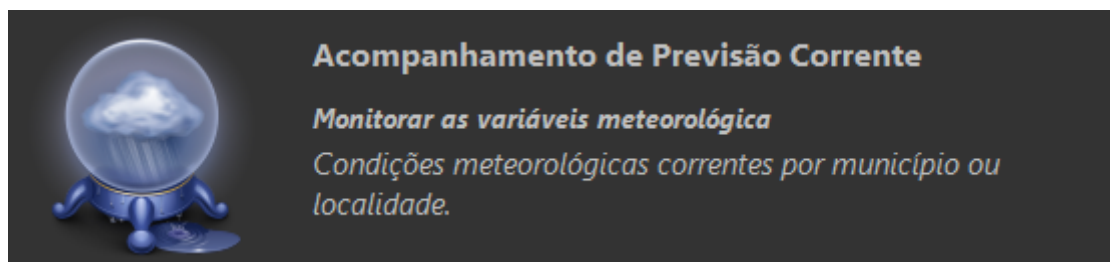 Acompanhamento de Previsão Corrente
Monitorar as variáveis meteorológica
Condições meteorológicas correntes por município ou
localidade.